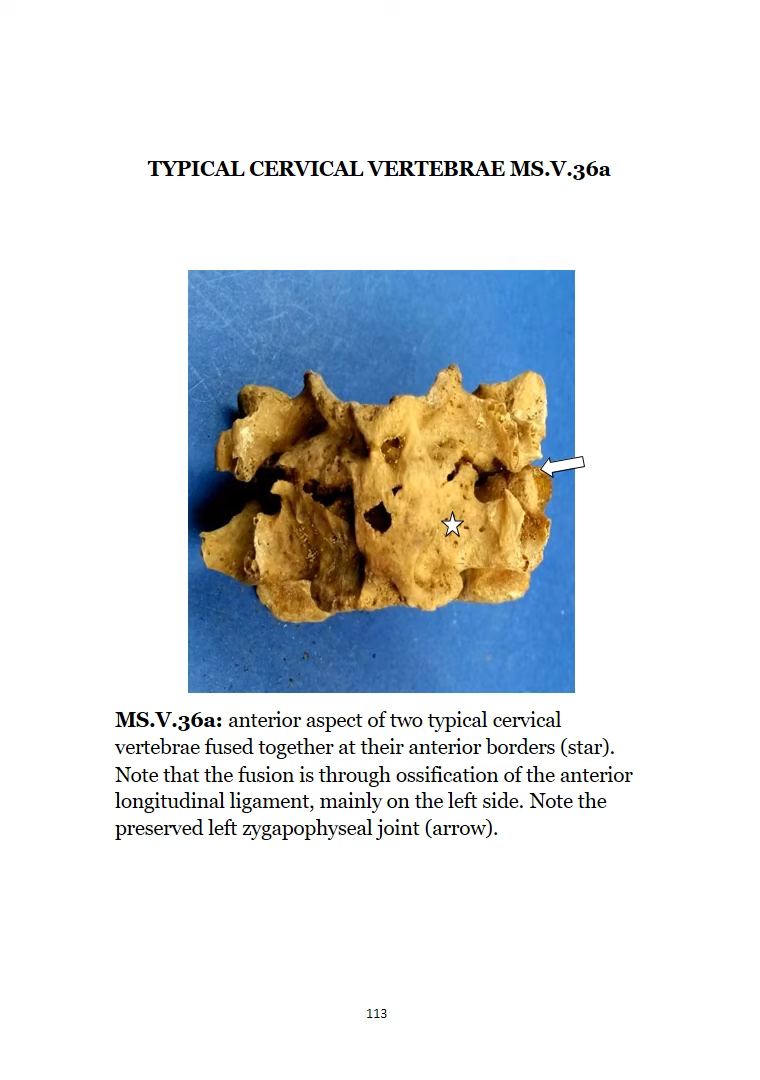 TYPICAL CERVICAL VERTEBRAE MS.V.36a
MS.V.36a: anterior aspect of two typical cervical
vertebrae fused together at their anterior borders (star).
Note that the fusion is through ossification of the anterior
longitudinal ligament, mainly on the left side. Note the
preserved left zygapophyseal joint (arrow).
113